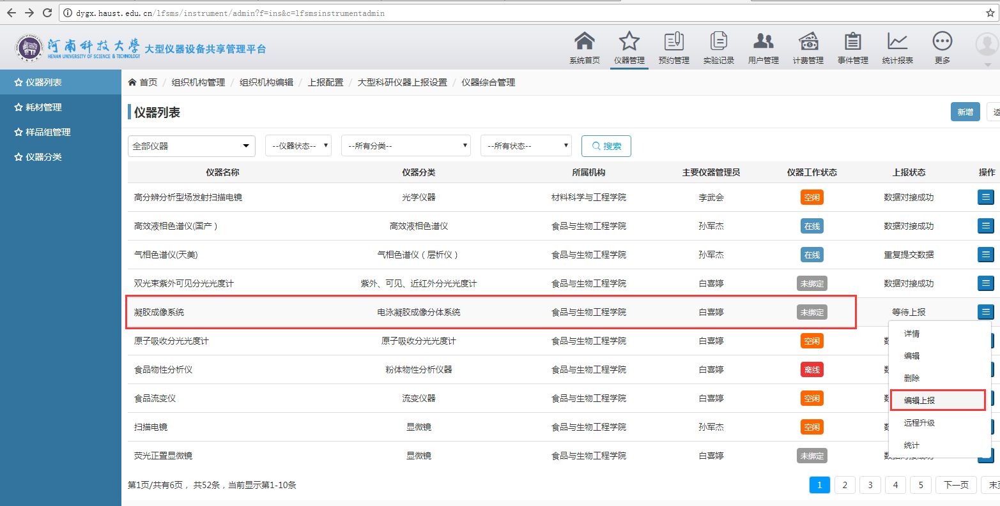 dygx.haust.edu.cn/lfsms/instrument/admin?f=ins&c=lfsmsinstrumentadmin
河南科技大学 大型仪器设备共享管理平台
HENAN UNIVERSITY OF SCIENCE & TECHNOLOGY
系统首页 仪器管理 预约管理 实验记录 用户管理 计费管理 事件管理 统计报表 更多
仪器列表
耗材管理
样品组管理
仪器分类
首页 / 组织机构管理 / 组织机构编辑 / 上报配置 / 大型科研仪器上报设置 / 仪器综合管理
仪器列表 新增 返
全部仪器 --仪器状态-- --所有分类-- --所有状态-- 搜索
仪器名称 仪器分类 所属机构 主要仪器管理员 仪器工作状态 上报状态 操作
高分辨分析型场发射扫描电镜 光学仪器 材料科学与工程学院 李武会 空闲 数据对接成功
高效液相色谱仪(国产） 高效液相色谱仪 食品与生物工程学院 孙军杰 在线 数据对接成功
气相色谱仪(天美) 气相色谱仪（层析仪） 食品与生物工程学院 孙军杰 在线 重复提交数据
双光束紫外可见分光光度计 紫外、可见、近红外分光光度计 食品与生物工程学院 白喜婷 未绑定 数据对接成功
凝胶成像系统 电泳凝胶成像分体系统 食品与生物工程学院 白喜婷 未绑定 等待上报
原子吸收分光光度计 原子吸收分光光度计 食品与生物工程学院 白喜婷 空闲 数
食品物性分析仪 粉体物性分析仪器 食品与生物工程学院 白喜婷 离线 数
食品流变仪 流变仪器 食品与生物工程学院 白喜婷 空闲 数
扫描电镜 显微镜 食品与生物工程学院 孙军杰 空闲 数
荧光正置显微镜 显微镜 食品与生物工程学院 白喜婷 未绑定 数据对接成功
详情
编辑
删除
编辑上报
远程升级
统计
第1页/共有6页， 共52条，当前显示第1-10条 1 2 3 4 5 下一页 末页